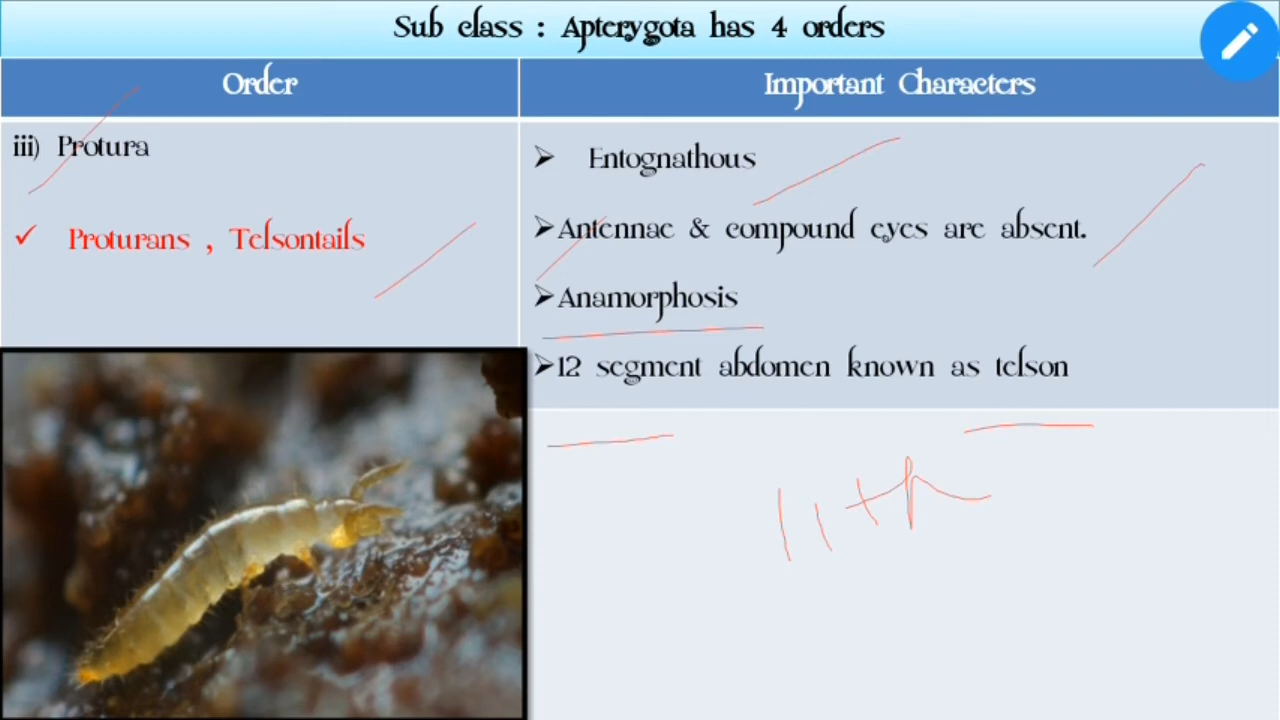 Sub class : Apterygota has 4 orders
Order
Important Characters
iii) Protura
✓ Proturans , Telsontails
➢ Entognathous
➢Antennae & compound eyes are absent.
➢Anamorphosis
➢12 segment abdomen known as telson
11th